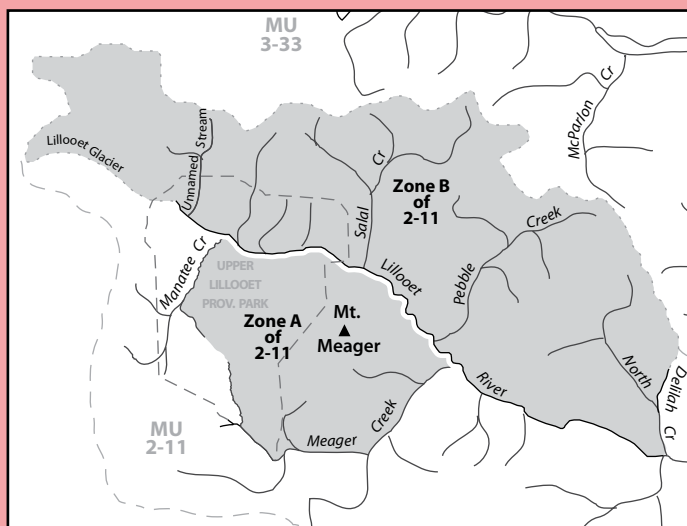 MU
3-33
Cr
McParlon
Lillooet Glacier
Unnamed Stream
Cr
Salal
Zone B
of
2-11
Creek
Pebble
Manatee Cr
Lillooet
UPPER
LILLOOET
PROV. PARK
Zone A
of
2-11
Mt.
Meager
North
Delilah
Cr
River
Creek
Meager
MU
2-11